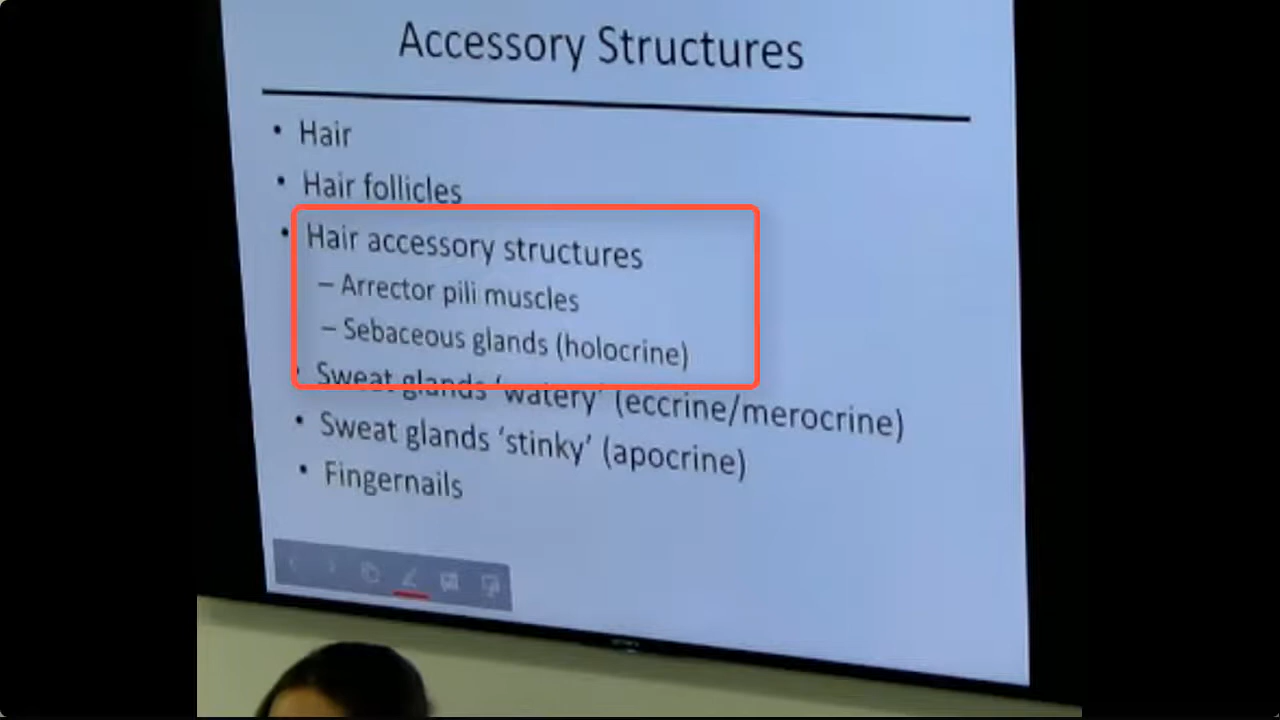 Accessory Structures
• Hair
• Hair follicles
• Hair accessory structures
– Arrector pili muscles
– Sebaceous glands (holocrine)
• Sweat glands ‘watery’ (eccrine/merocrine)
• Sweat glands ‘stinky’ (apocrine)
• Fingernails